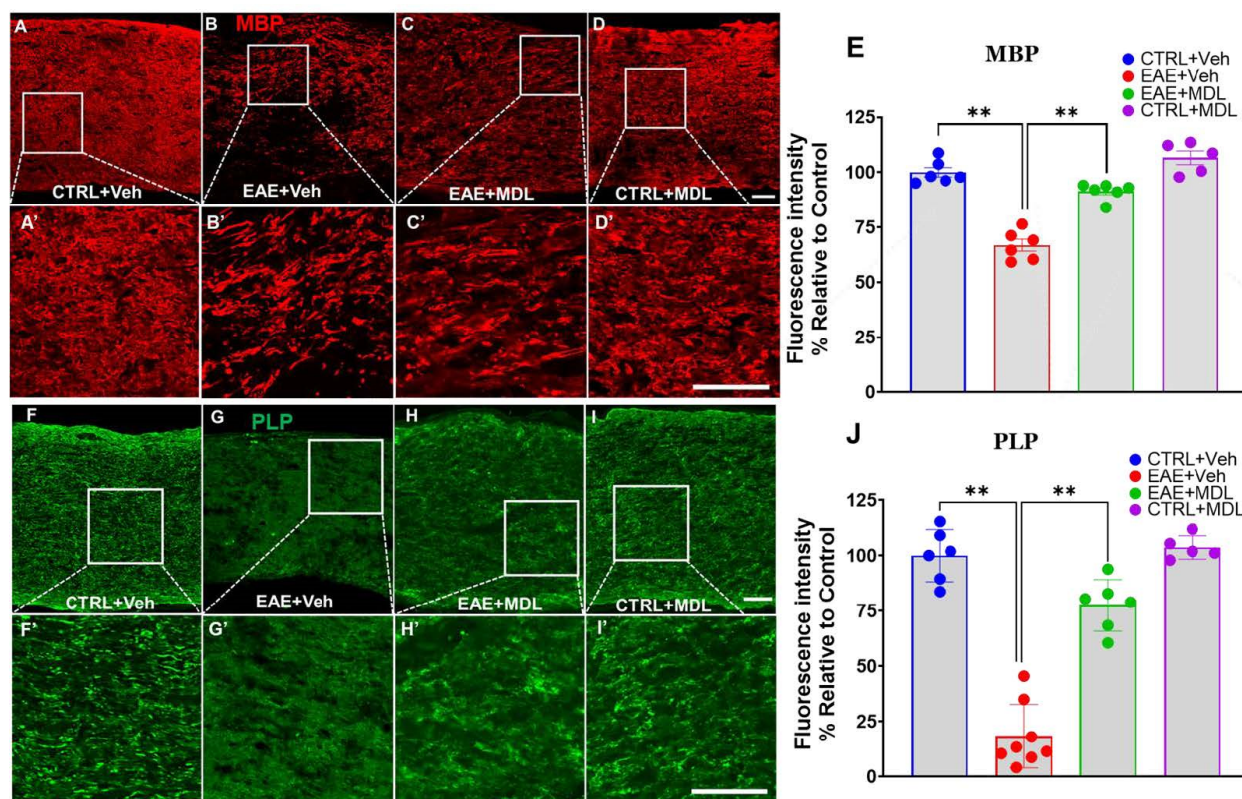 A
B
MBP
C
D
CTRL+Veh
EAE+Veh
EAE+MDL
CTRL+MDL
A'
B'
C'
D'
E
MBP
CTRL+Veh
EAE+Veh
EAE+MDL
CTRL+MDL
Fluorescence intensity
% Relative to Control
125
100
75
50
25
0
**
**
F
G
PLP
H
I
CTRL+Veh
EAE+Veh
EAE+MDL
CTRL+MDL
F'
G'
H'
I'
J
PLP
CTRL+Veh
EAE+Veh
EAE+MDL
CTRL+MDL
Fluorescence intensity
% Relative to Control
125
100
75
50
25
0
**
**